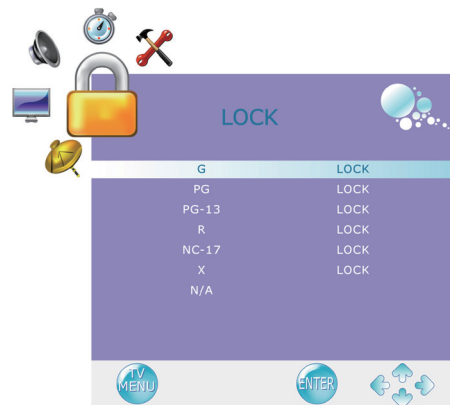 LOCK
G LOCK
PG LOCK
PG-13 LOCK
R LOCK
NC-17 LOCK
X LOCK
N/A
TV
MENU ENTER